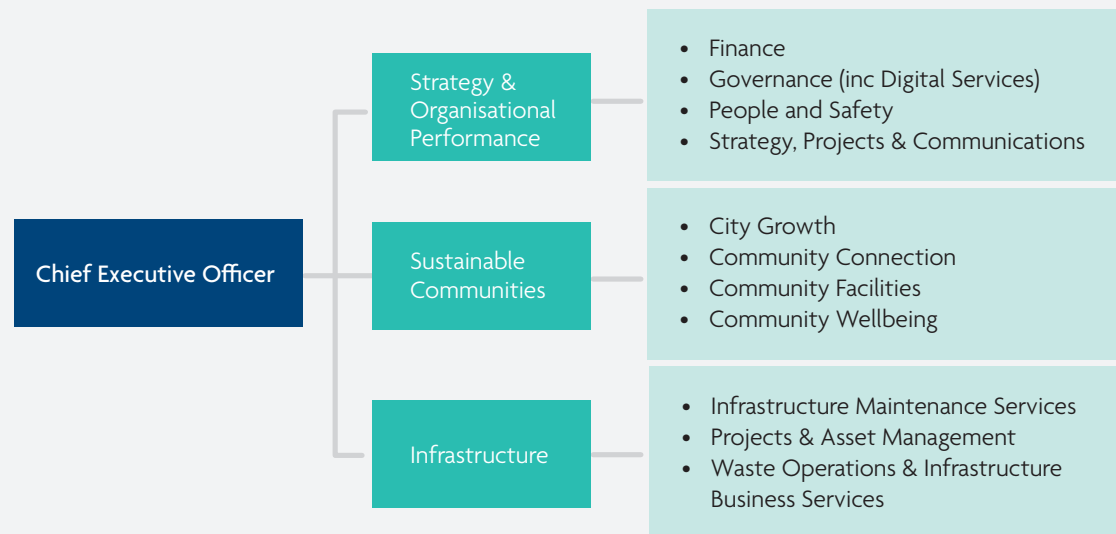 Chief Executive Officer
Strategy &
Organisational
Performance
• Finance
• Governance (inc Digital Services)
• People and Safety
• Strategy, Projects & Communications
Sustainable
Communities
• City Growth
• Community Connection
• Community Facilities
• Community Wellbeing
Infrastructure
• Infrastructure Maintenance Services
• Projects & Asset Management
• Waste Operations & Infrastructure
Business Services